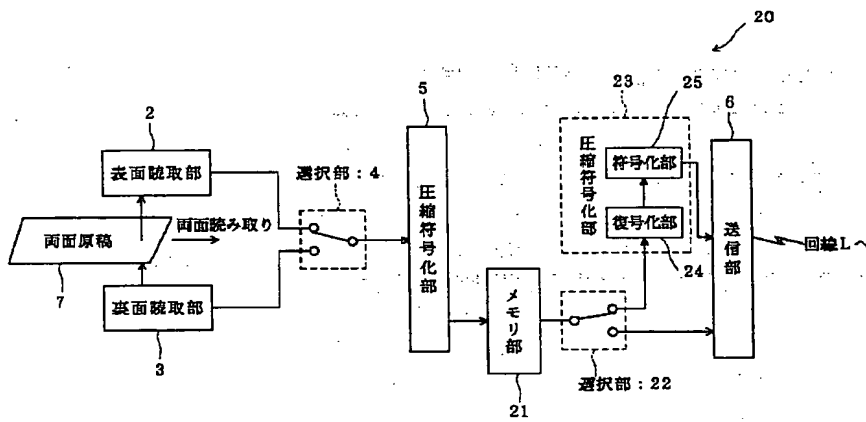 20
23
25
6
5
2
表面読取部
選択部:4
圧縮符号化部
圧縮符号化部
符号化部
復号化部
24
送信部
回線Lへ
両面原稿
両面読み取り
7
裏面読取部
3
メモリ部
21
選択部:22